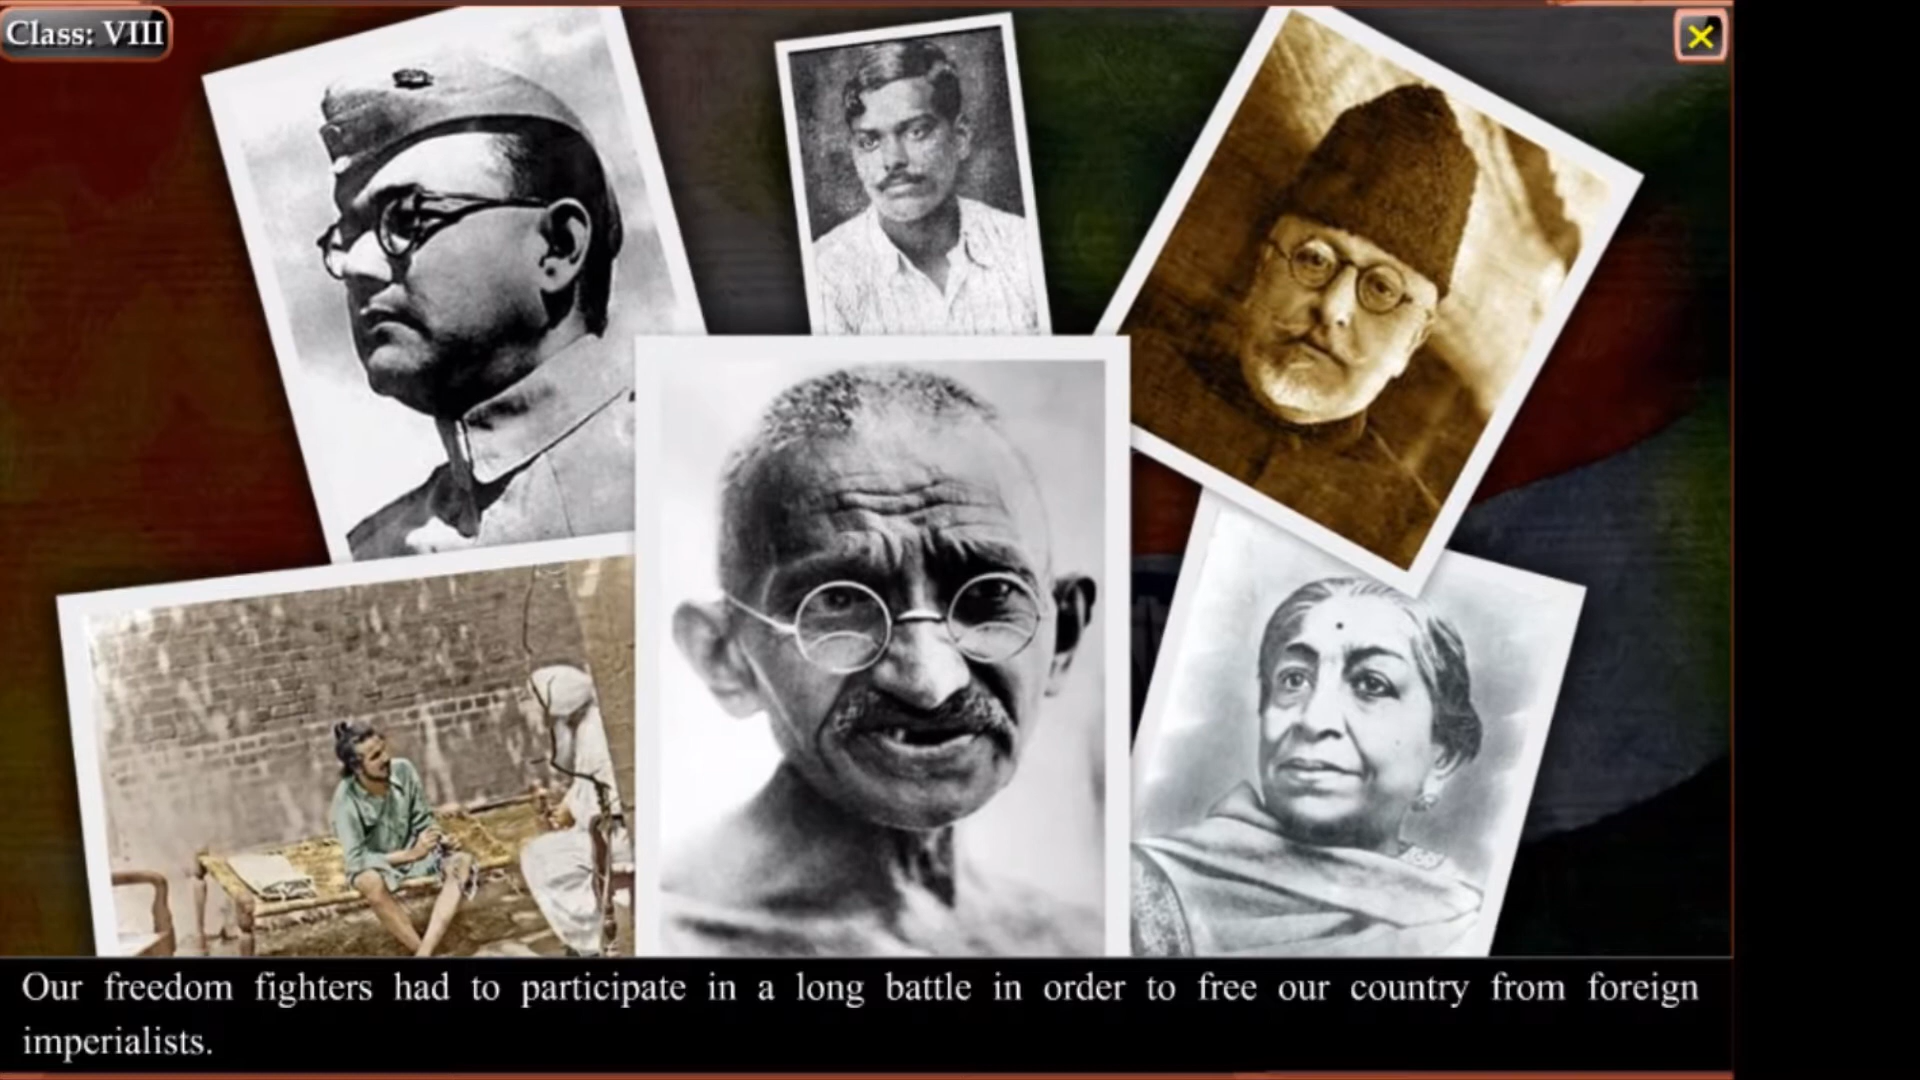 Class: VIII
Our freedom fighters had to participate in a long battle in order to free our country from foreign
imperialists.